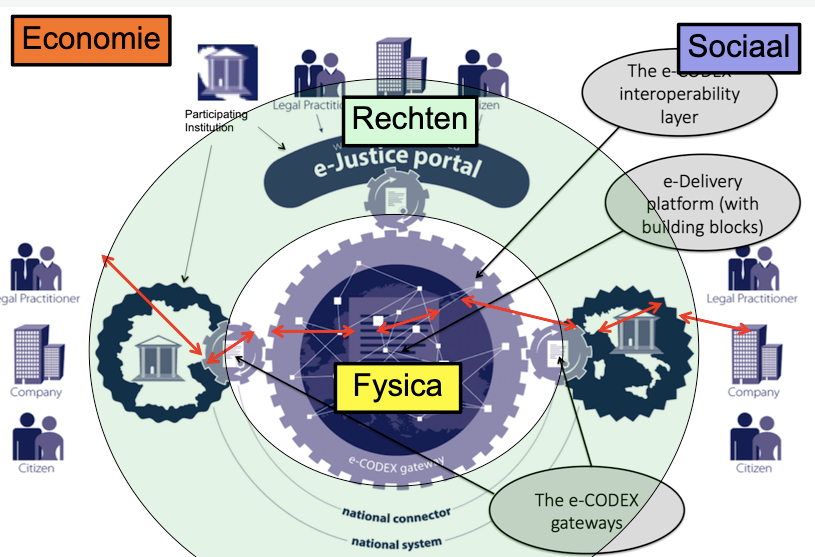 Economie
Sociaal
The e-CODEX
interoperability
layer
Participating
Institution
Legal
Rechten
e-Justice portal
e-Delivery
platform (with
building blocks)
Legal Practitioner
Company
Citizen
Legal Practitioner
Company
Citizen
Fysica
e-CODEX gateway
The e-CODEX
gateways
national connector
national system